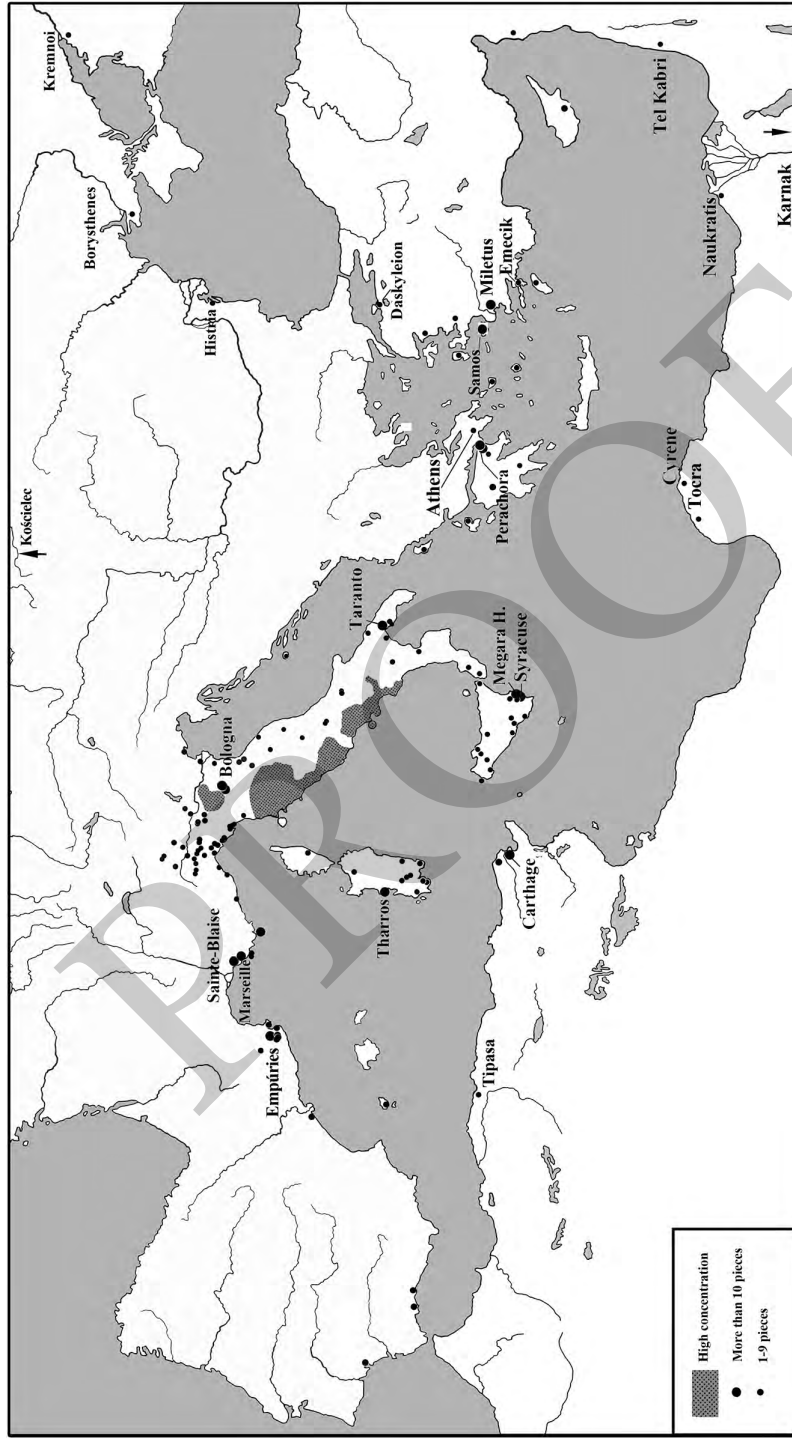 Kremnoi
Borysthenes
Histria
Kościelec
Daskyleion
Miletus
Emecik
Samos
Athens
Perachora
Tel Kabri
Naukratis
Karnak
Cyrene
Tocra
Taranto
Megara H.
Syracuse
Bologna
Sainte-Blaise
Marseille
Empúries
Tharros
Carthage
Tipasa
High concentration
More than 10 pieces
1-9 pieces
PROOF